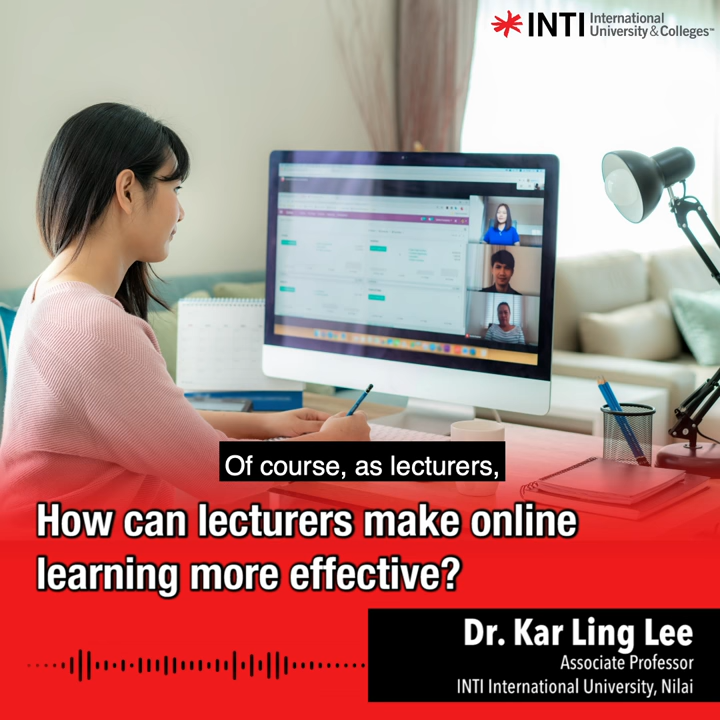 INTI International
University & Colleges™
Of course, as lecturers,
How can lecturers make online
learning more effective?
Dr. Kar Ling Lee
Associate Professor
INTI International University, Nilai